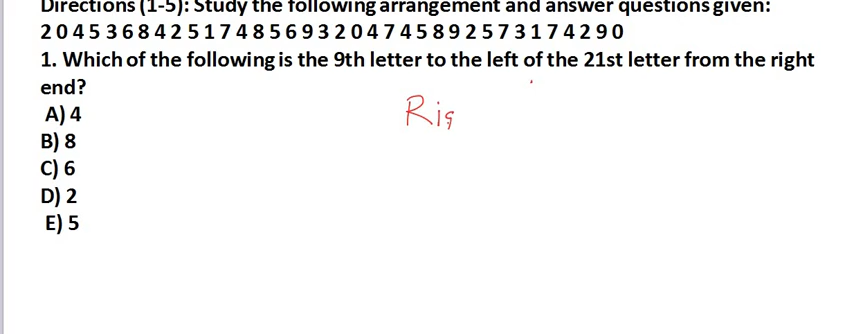 Directions (1-5): Study the following arrangement and answer questions given:
2 0 4 5 3 6 8 4 2 5 1 7 4 8 5 6 9 3 2 0 4 7 4 5 8 9 2 5 7 3 1 7 4 2 9 0
1. Which of the following is the 9th letter to the left of the 21st letter from the right
end?
A) 4
B) 8
C) 6
D) 2
E) 5
Rig